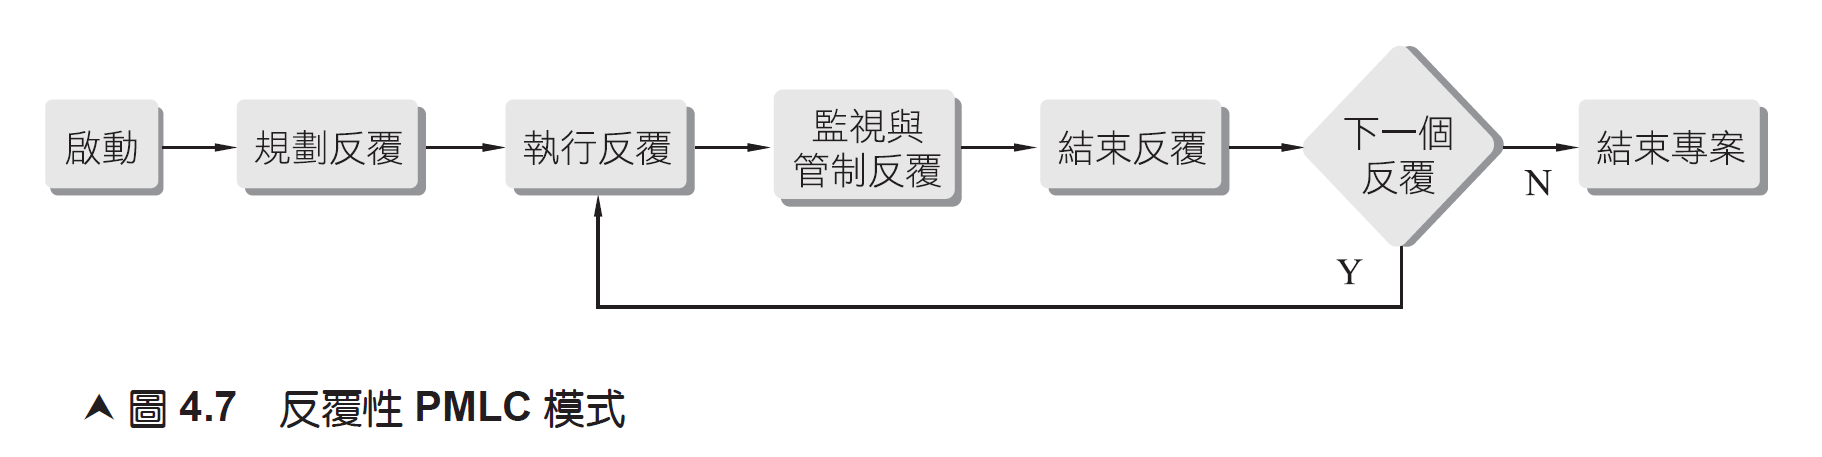 啟動
規劃反覆
執行反覆
監視與
管制反覆
結束反覆
下一個
反覆
N
結束專案
Y
圖 4.7 反覆性 PMLC 模式